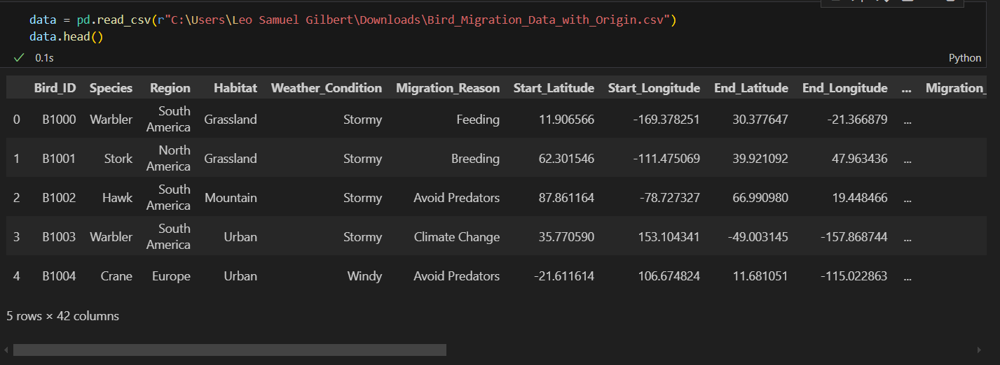 data = pd.read_csv(r"C:\Users\Leo Samuel Gilbert\Downloads\Bird_Migration_Data_with_Origin.csv")
data.head()
0.1s Python
Bird_ID Species Region Habitat Weather_Condition Migration_Reason Start_Latitude Start_Longitude End_Latitude End_Longitude ... Migration_
0 B1000 Warbler South America Grassland Stormy Feeding 11.906566 -169.378251 30.377647 -21.366879 ...
1 B1001 Stork North America Grassland Stormy Breeding 62.301546 -111.475069 39.921092 47.963436 ...
2 B1002 Hawk South America Mountain Stormy Avoid Predators 87.861164 -78.727327 66.990980 19.448466 ...
3 B1003 Warbler South America Urban Stormy Climate Change 35.770590 153.104341 -49.003145 -157.868744 ...
4 B1004 Crane Europe Urban Windy Avoid Predators -21.611614 106.674824 11.681051 -115.022863 ...
5 rows × 42 columns